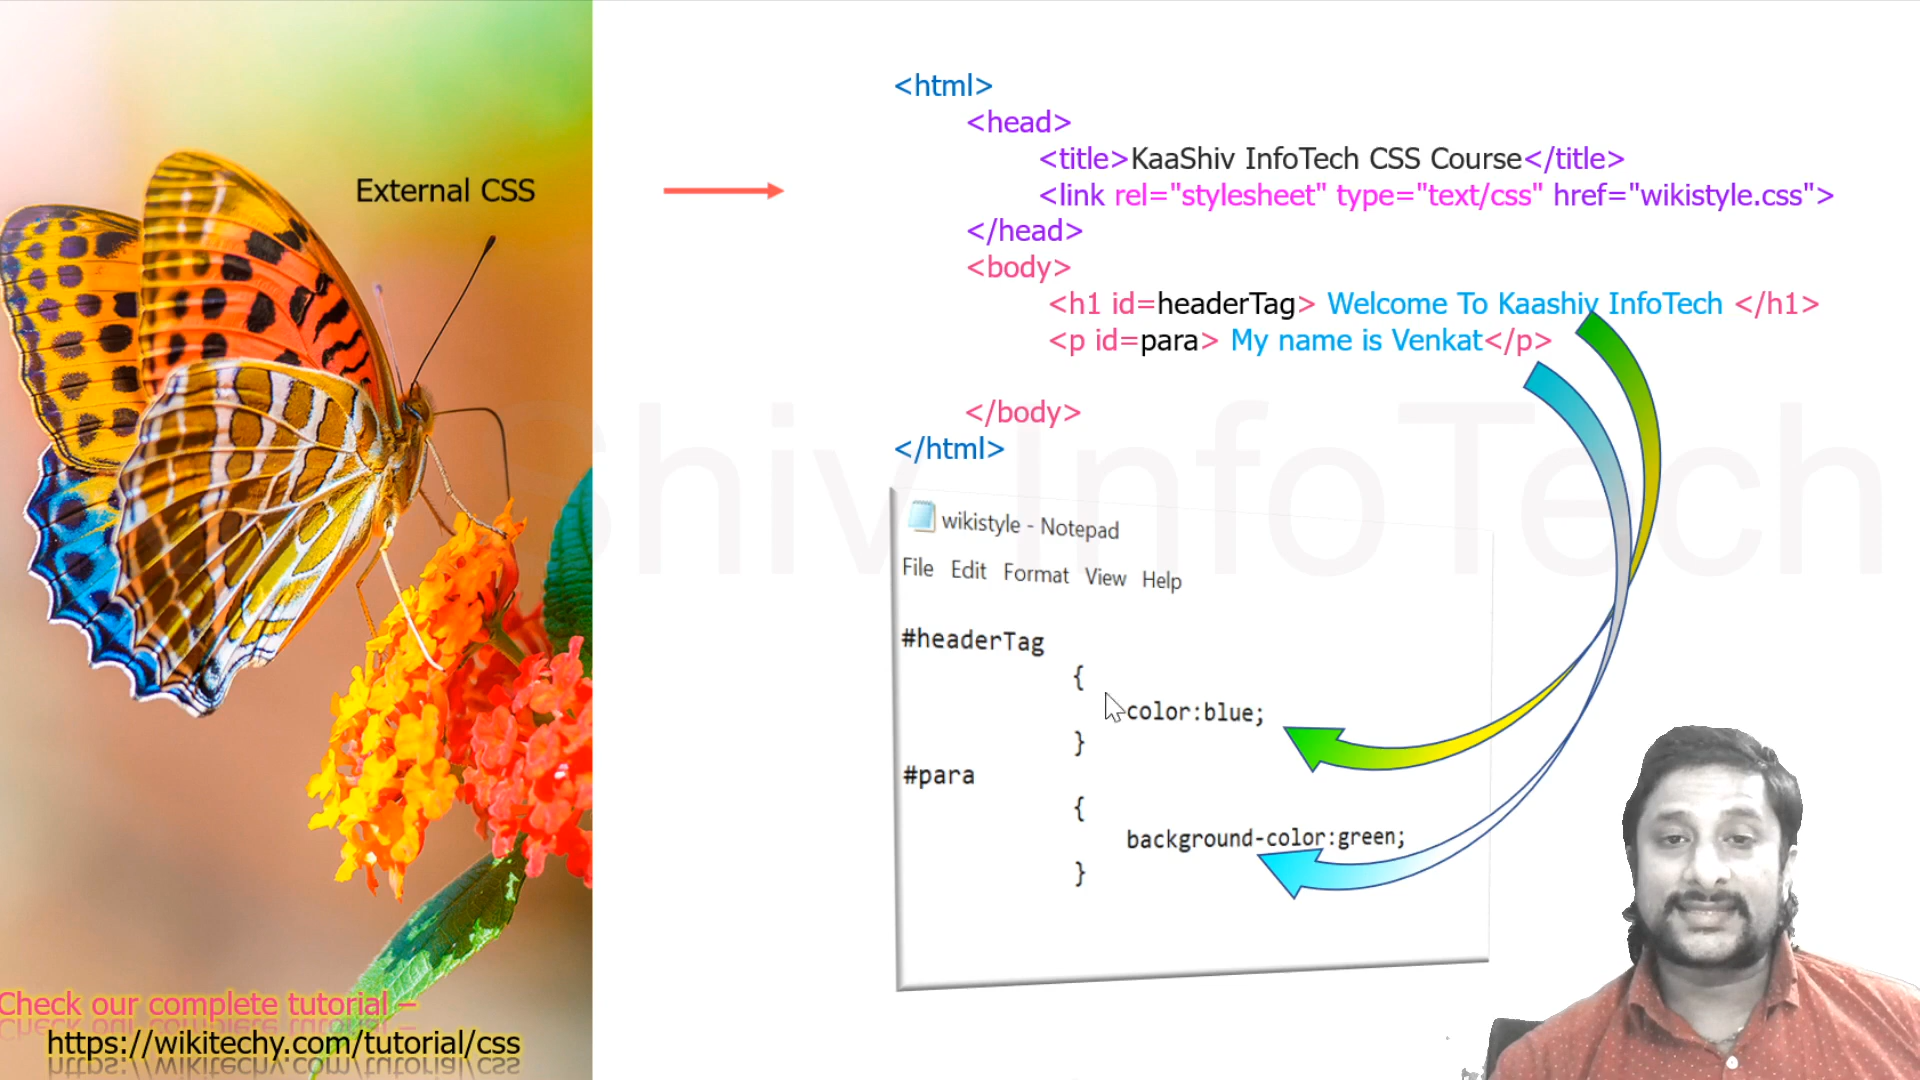 External CSS
<html>
<head>
<title>KaaShiv InfoTech CSS Course</title>
<link rel="stylesheet" type="text/css" href="wikistyle.css">
</head>
<body>
<h1 id=headerTag> Welcome To Kaashiv InfoTech </h1>
<p id=para> My name is Venkat</p>
</body>
</html>
Shiv InfoTech
wikistyle - Notepad
File Edit Format View Help
#headerTag
{
color:blue;
}
#para
{
background-color:green;
}
Check our complete tutorial –
https://wikitechy.com/tutorial/css